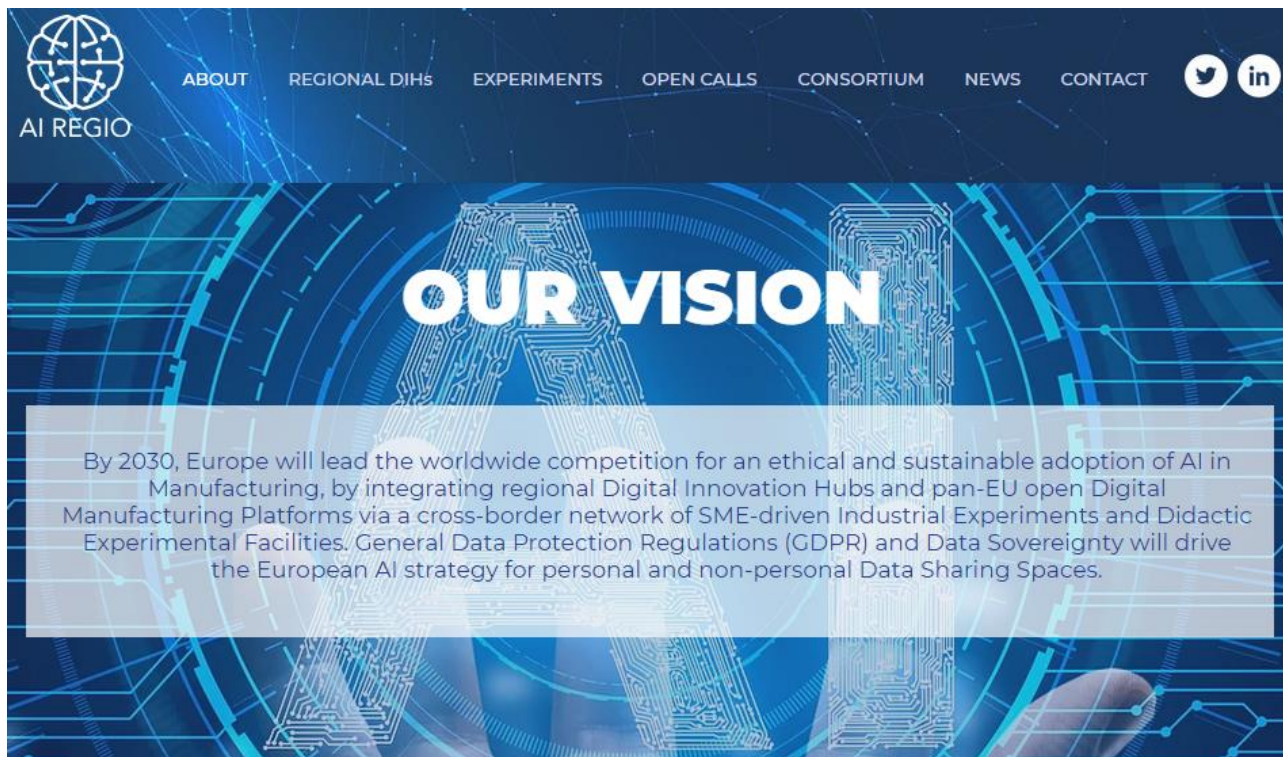 ABOUT REGIONAL DIHs EXPERIMENTS OPEN CALLS CONSORTIUM NEWS CONTACT
in
AI REGIO
OUR VISION
By 2030, Europe will lead the worldwide competition for an ethical and sustainable adoption of AI in
Manufacturing, by integrating regional Digital Innovation Hubs and pan-EU open Digital
Manufacturing Platforms via a cross-border network of SME-driven Industrial Experiments and Didactic
Experimental Facilities. General Data Protection Regulations (GDPR) and Data Sovereignty will drive
the European AI strategy for personal and non-personal Data Sharing Spaces.
AI